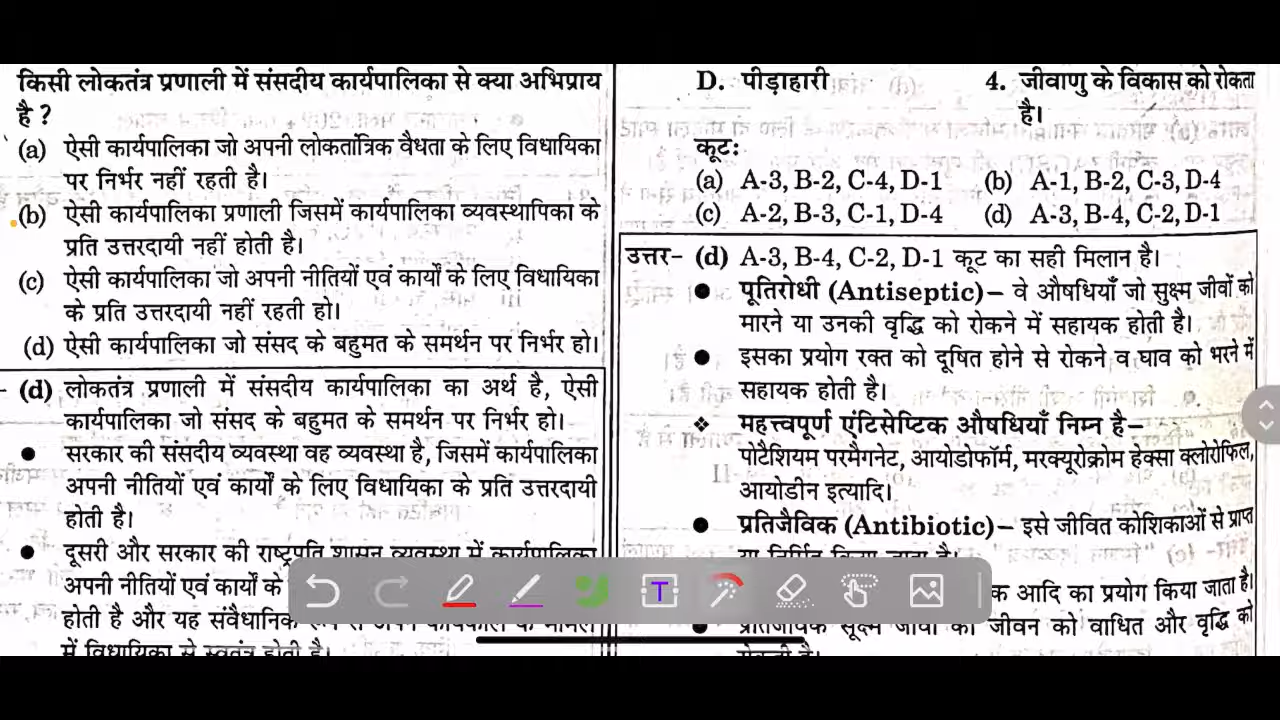 किसी लोकतंत्र प्रणाली में संसदीय कार्यपालिका से क्या अभिप्राय
है ?
(a) ऐसी कार्यपालिका जो अपनी लोकतांत्रिक वैधता के लिए विधायिका
पर निर्भर नहीं रहती है।
(b) ऐसी कार्यपालिका प्रणाली जिसमें कार्यपालिका व्यवस्थापिका के
प्रति उत्तरदायी नहीं होती है।
(c) ऐसी कार्यपालिका जो अपनी नीतियों एवं कार्यों के लिए विधायिका
के प्रति उत्तरदायी नहीं रहती हो।
(d) ऐसी कार्यपालिका जो संसद के बहुमत के समर्थन पर निर्भर हो।
- (d) लोकतंत्र प्रणाली में संसदीय कार्यपालिका का अर्थ है, ऐसी
कार्यपालिका जो संसद के बहुमत के समर्थन पर निर्भर हो।
● सरकार की संसदीय व्यवस्था वह व्यवस्था है, जिसमें कार्यपालिका
अपनी नीतियों एवं कार्यों के लिए विधायिका के प्रति उत्तरदायी
होती है।
● दूसरी और सरकार की राष्ट्रपति शासन व्यवस्था में कार्यपालिका
अपनी नीतियों एवं कार्यों के
होती है और यह संवैधानिक
में विधायिका से स्वतंत्र होती है।
D. पीड़ाहारी 4. जीवाणु के विकास को रोकता
है।
कूटः
(a) A-3, B-2, C-4, D-1 (b) A-1, B-2, C-3, D-4
(c) A-2, B-3, C-1, D-4 (d) A-3, B-4, C-2, D-1
उत्तर- (d) A-3, B-4, C-2, D-1 कूट का सही मिलान है।
● पूतिरोधी (Antiseptic)– वे औषधियाँ जो सुक्ष्म जीवों को
मारने या उनकी वृद्धि को रोकने में सहायक होती है।
● इसका प्रयोग रक्त को दूषित होने से रोकने व घाव को भरने में
सहायक होती है।
❖ महत्त्वपूर्ण एंटिसेप्टिक औषधियाँ निम्न है–
पोटैशियम परमैगनेट, आयोडोफॉर्म, मरक्यूरोक्रोम हेक्सा क्लोरोफिल,
आयोडीन इत्यादि।
● प्रतिजैविक (Antibiotic)– इसे जीवित कोशिकाओं से प्राप्त
या निर्मित किया जाता है।
क आदि का प्रयोग किया जाता है।
● प्रतिजैविक सूक्ष्म जीवों के जीवन को वाधित और वृद्धि को
रोकती है।
T